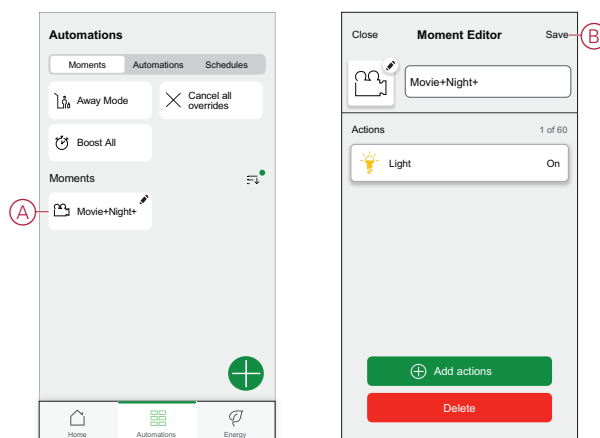 Automations
Moments Automations Schedules
Away Mode
Cancel all
overrides
Boost All
Moments
A
Movie+Night+
Home Automations Energy
Close Moment Editor Save
B
Movie+Night+
Actions 1 of 60
Light On
Add actions
Delete